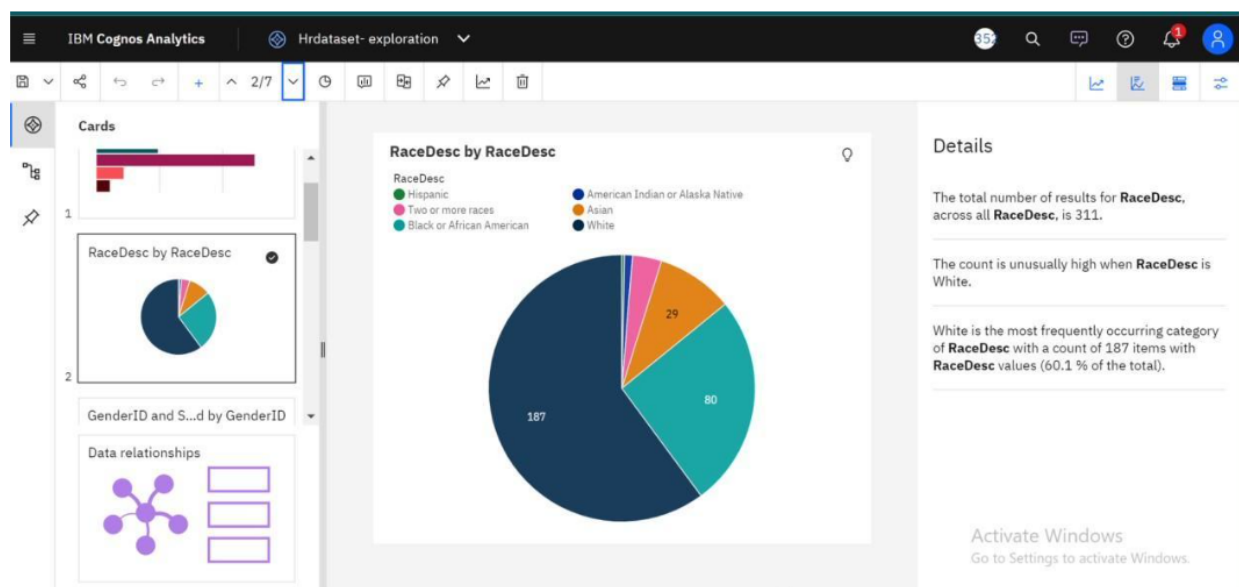 IBM Cognos Analytics
Hrdataset- exploration
352
1
2/7
Cards
1
RaceDesc by RaceDesc
2
GenderID and S...d by GenderID
Data relationships
RaceDesc by RaceDesc
RaceDesc
Hispanic
American Indian or Alaska Native
Two or more races
Asian
Black or African American
White
29
80
187
Details
The total number of results for RaceDesc,
across all RaceDesc, is 311.
The count is unusually high when RaceDesc is
White.
White is the most frequently occurring category
of RaceDesc with a count of 187 items with
RaceDesc values (60.1 % of the total).
Activate Windows
Go to Settings to activate Windows.